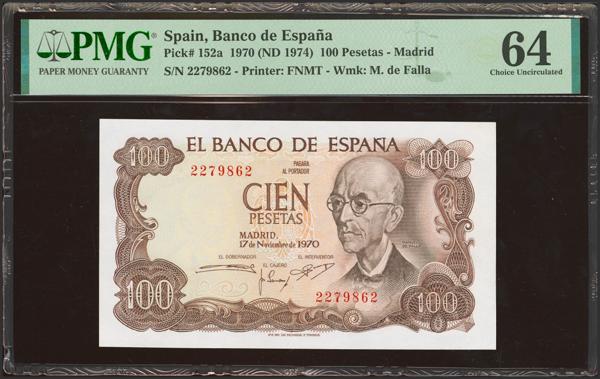 PMG
PAPER MONEY GUARANTY
Spain, Banco de España
Pick# 152a 1970 (ND 1974) 100 Pesetas - Madrid
S/N 2279862 - Printer: FNMT - Wmk: M. de Falla
64
Choice Uncirculated
EL BANCO DE ESPAÑA
100
100
2279862
PAGARA
AL PORTADOR
CIEN
PESETAS
MADRID,
17 de Noviembre de 1970
EL GOBERNADOR
EL CAJERO
EL INTERVENTOR
2279862
100
100